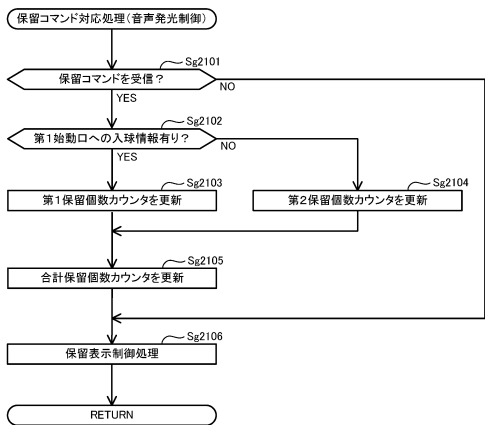 保留コマンド対応処理(音声発光制御)
Sg2101
保留コマンドを受信?
NO
YES
Sg2102
第1始動口への入球情報有り?
NO
YES
Sg2103
第1保留個数カウンタを更新
Sg2104
第2保留個数カウンタを更新
Sg2105
合計保留個数カウンタを更新
Sg2106
保留表示制御処理
RETURN